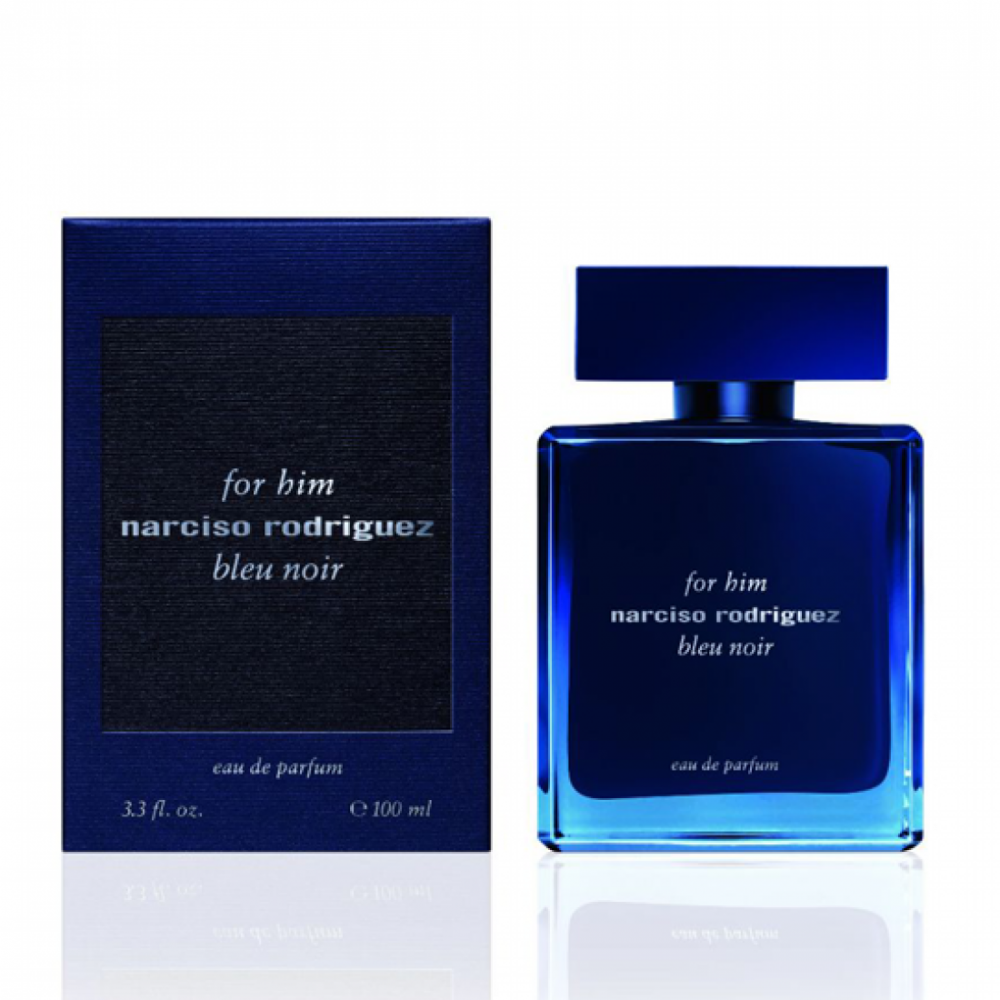 for him
narciso rodriguez
bleu noir
eau de parfum
3.3 fl. oz. ℮ 100 ml
for him
narciso rodriguez
bleu noir
eau de parfum